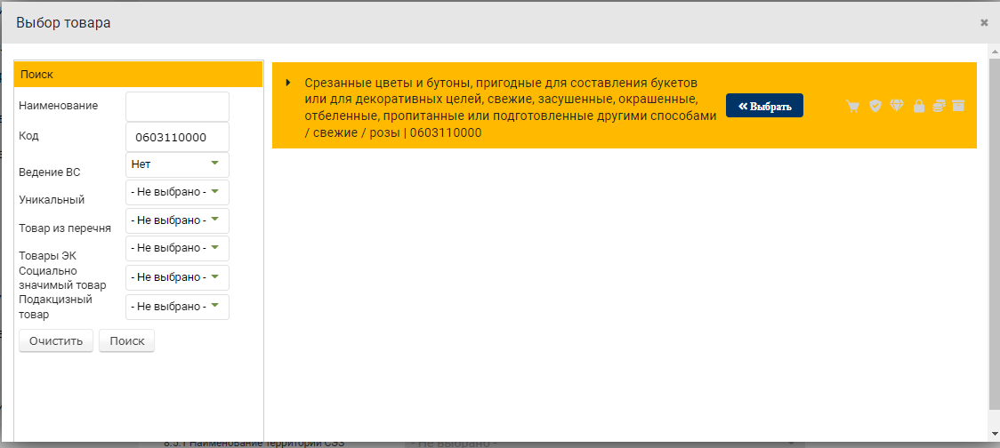 Выбор товара
Поиск
Наименование
Код
0603110000
Ведение ВС
Нет
Уникальный
- Не выбрано -
Товар из перечня
- Не выбрано -
Товары ЭК
- Не выбрано -
Социально
значимый товар
- Не выбрано -
Подакцизный
товар
- Не выбрано -
Очистить
Поиск
Срезанные цветы и бутоны, пригодные для составления букетов
или для декоративных целей, свежие, засушенные, окрашенные,
отбеленные, пропитанные или подготовленные другими способами
/ свежие / розы | 0603110000
Выбрать
8.5.1 Наименование территории СЭЗ
- Не Выбрано -